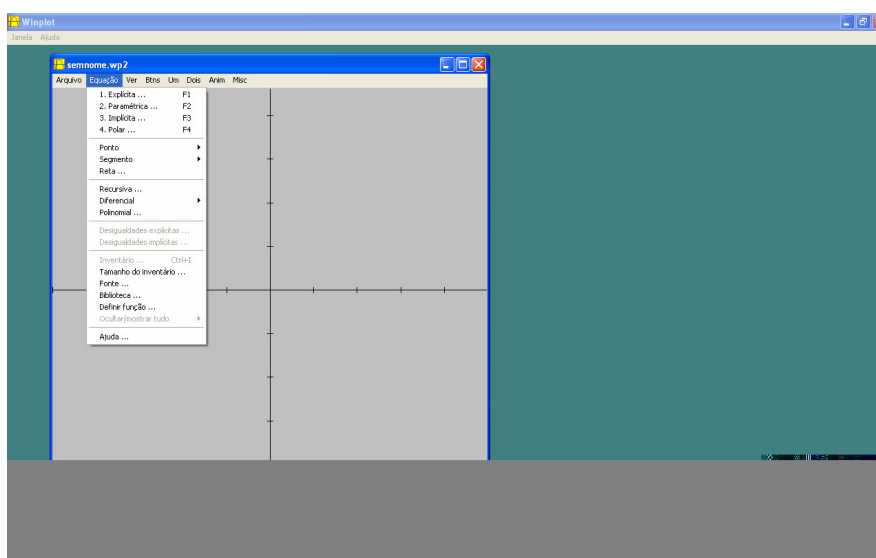 Winplot
Janela Ajuda
semnome.wp2
Arquivo Equação Ver Btns Um Dois Anim Misc
1. Explícita ... F1
2. Paramétrica ... F2
3. Implícita ... F3
4. Polar ... F4
Ponto
Segmento
Reta ...
Recursiva ...
Diferencial
Polinomial ...
Desigualdades explícitas ...
Desigualdades implícitas ...
Inventário ... Ctrl+I
Tamanho do inventário ...
Fonte ...
Biblioteca ...
Definir função ...
Ocultar/mostrar tudo
Ajuda ...